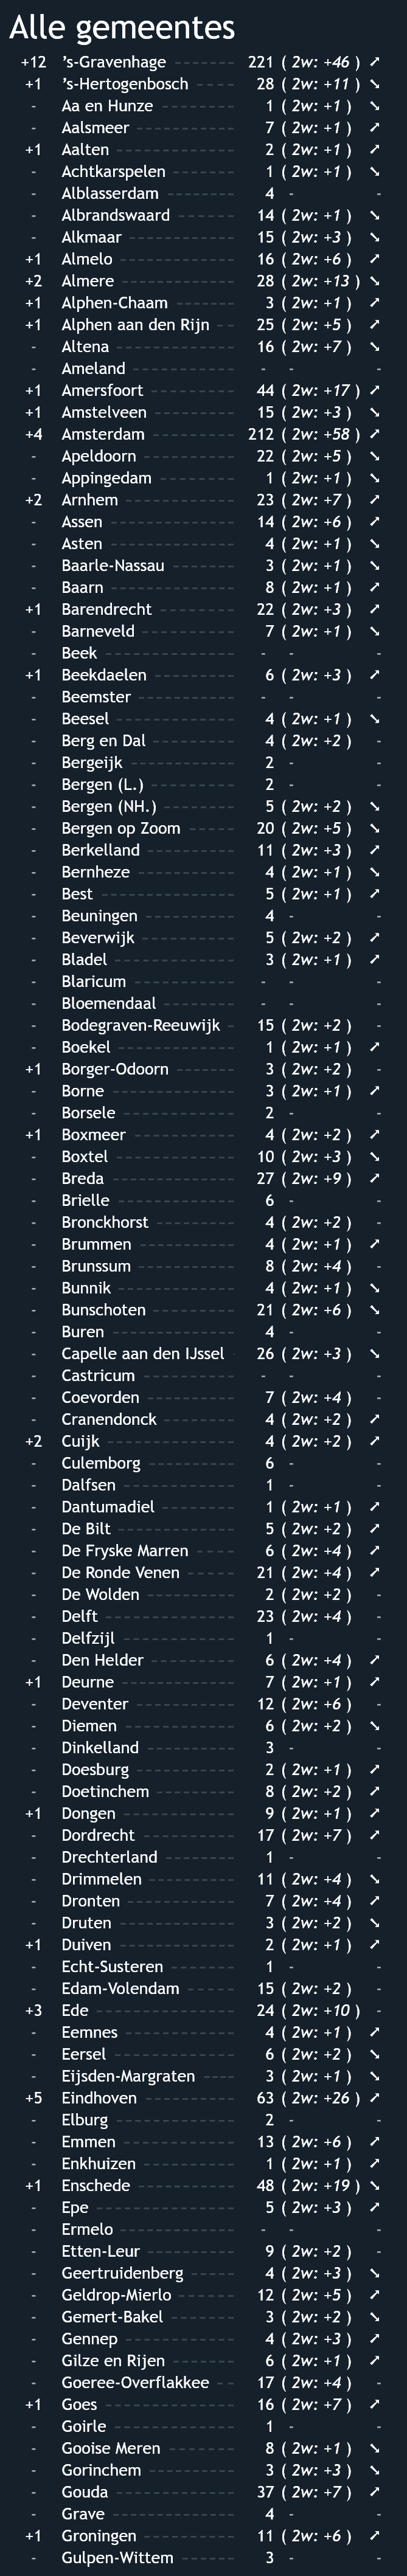 Alle gemeentes
+12 's-Gravenhage 221 ( 2w: +46 ) ↗
+1 's-Hertogenbosch 28 ( 2w: +11 ) ↘
- Aa en Hunze 1 ( 2w: +1 ) ↘
- Aalsmeer 7 ( 2w: +1 ) ↗
+1 Aalten 2 ( 2w: +1 ) ↗
- Achtkarspelen 1 ( 2w: +1 ) ↘
- Alblasserdam 4 - -
- Albrandswaard 14 ( 2w: +1 ) ↘
- Alkmaar 15 ( 2w: +3 ) ↘
+1 Almelo 16 ( 2w: +6 ) ↗
+2 Almere 28 ( 2w: +13 ) ↘
+1 Alphen-Chaam 3 ( 2w: +1 ) ↗
+1 Alphen aan den Rijn 25 ( 2w: +5 ) ↗
- Altena 16 ( 2w: +7 ) ↘
- Ameland - - -
+1 Amersfoort 44 ( 2w: +17 ) ↗
+1 Amstelveen 15 ( 2w: +3 ) ↘
+4 Amsterdam 212 ( 2w: +58 ) ↗
- Apeldoorn 22 ( 2w: +5 ) ↘
- Appingedam 1 ( 2w: +1 ) ↘
+2 Arnhem 23 ( 2w: +7 ) ↗
- Assen 14 ( 2w: +6 ) ↗
- Asten 4 ( 2w: +1 ) ↘
- Baarle-Nassau 3 ( 2w: +1 ) ↘
- Baarn 8 ( 2w: +1 ) ↗
+1 Barendrecht 22 ( 2w: +3 ) ↗
- Barneveld 7 ( 2w: +1 ) ↘
- Beek - - -
+1 Beekdaelen 6 ( 2w: +3 ) ↗
- Beemster - - -
- Beesel 4 ( 2w: +1 ) ↘
- Berg en Dal 4 ( 2w: +2 ) -
- Bergeijk 2 - -
- Bergen (L.) 2 - -
- Bergen (NH.) 5 ( 2w: +2 ) ↘
- Bergen op Zoom 20 ( 2w: +5 ) ↘
- Berkelland 11 ( 2w: +3 ) ↗
- Bernheze 4 ( 2w: +1 ) ↘
- Best 5 ( 2w: +1 ) ↗
- Beuningen 4 - -
- Beverwijk 5 ( 2w: +2 ) ↗
- Bladel 3 ( 2w: +1 ) ↗
- Blaricum - - -
- Bloemendaal - - -
- Bodegraven-Reeuwijk 15 ( 2w: +2 ) -
- Boekel 1 ( 2w: +1 ) ↗
+1 Borger-Odoorn 3 ( 2w: +2 ) -
- Borne 3 ( 2w: +1 ) ↗
- Borsele 2 - -
+1 Boxmeer 4 ( 2w: +2 ) ↗
- Boxtel 10 ( 2w: +3 ) ↘
- Breda 27 ( 2w: +9 ) ↗
- Brielle 6 - -
- Bronckhorst 4 ( 2w: +2 ) -
- Brummen 4 ( 2w: +1 ) ↗
- Brunssum 8 ( 2w: +4 ) -
- Bunnik 4 ( 2w: +1 ) ↘
- Bunschoten 21 ( 2w: +6 ) ↘
- Buren 4 - -
- Capelle aan den IJssel 26 ( 2w: +3 ) ↘
- Castricum - - -
- Coevorden 7 ( 2w: +4 ) -
- Cranendonck 4 ( 2w: +2 ) ↗
+2 Cuijk 4 ( 2w: +2 ) ↗
- Culemborg 6 - -
- Dalfsen 1 - -
- Dantumadiel 1 ( 2w: +1 ) ↗
- De Bilt 5 ( 2w: +2 ) ↗
- De Fryske Marren 6 ( 2w: +4 ) ↗
- De Ronde Venen 21 ( 2w: +4 ) ↗
- De Wolden 2 ( 2w: +2 ) -
- Delft 23 ( 2w: +4 ) -
- Delfzijl 1 - -
- Den Helder 6 ( 2w: +4 ) ↗
+1 Deurne 7 ( 2w: +1 ) ↗
- Deventer 12 ( 2w: +6 ) -
- Diemen 6 ( 2w: +2 ) ↘
- Dinkelland 3 - -
- Doesburg 2 ( 2w: +1 ) ↗
- Doetinchem 8 ( 2w: +2 ) ↗
+1 Dongen 9 ( 2w: +1 ) ↗
- Dordrecht 17 ( 2w: +7 ) ↗
- Drechterland 1 - -
- Drimmelen 11 ( 2w: +4 ) ↘
- Dronten 7 ( 2w: +4 ) ↗
- Druten 3 ( 2w: +2 ) ↘
+1 Duiven 2 ( 2w: +1 ) ↗
- Echt-Susteren 1 - -
- Edam-Volendam 15 ( 2w: +2 ) -
+3 Ede 24 ( 2w: +10 ) -
- Eemnes 4 ( 2w: +1 ) ↗
- Eersel 6 ( 2w: +2 ) ↘
- Eijsden-Margraten 3 ( 2w: +1 ) ↘
+5 Eindhoven 63 ( 2w: +26 ) ↗
- Elburg 2 - -
- Emmen 13 ( 2w: +6 ) ↗
- Enkhuizen 1 ( 2w: +1 ) ↗
+1 Enschede 48 ( 2w: +19 ) ↘
- Epe 5 ( 2w: +3 ) ↗
- Ermelo - - -
- Etten-Leur 9 ( 2w: +2 ) -
- Geertruidenberg 4 ( 2w: +3 ) ↘
- Geldrop-Mierlo 12 ( 2w: +5 ) ↗
- Gemert-Bakel 3 ( 2w: +2 ) ↘
- Gennep 4 ( 2w: +3 ) ↗
- Gilze en Rijen 6 ( 2w: +1 ) ↗
- Goeree-Overflakkee 17 ( 2w: +4 ) -
+1 Goes 16 ( 2w: +7 ) ↗
- Goirle 1 - -
- Gooise Meren 8 ( 2w: +1 ) ↘
- Gorinchem 3 ( 2w: +3 ) ↘
- Gouda 37 ( 2w: +7 ) ↗
- Grave 4 - -
+1 Groningen 11 ( 2w: +6 ) ↗
- Gulpen-Wittem 3 - -